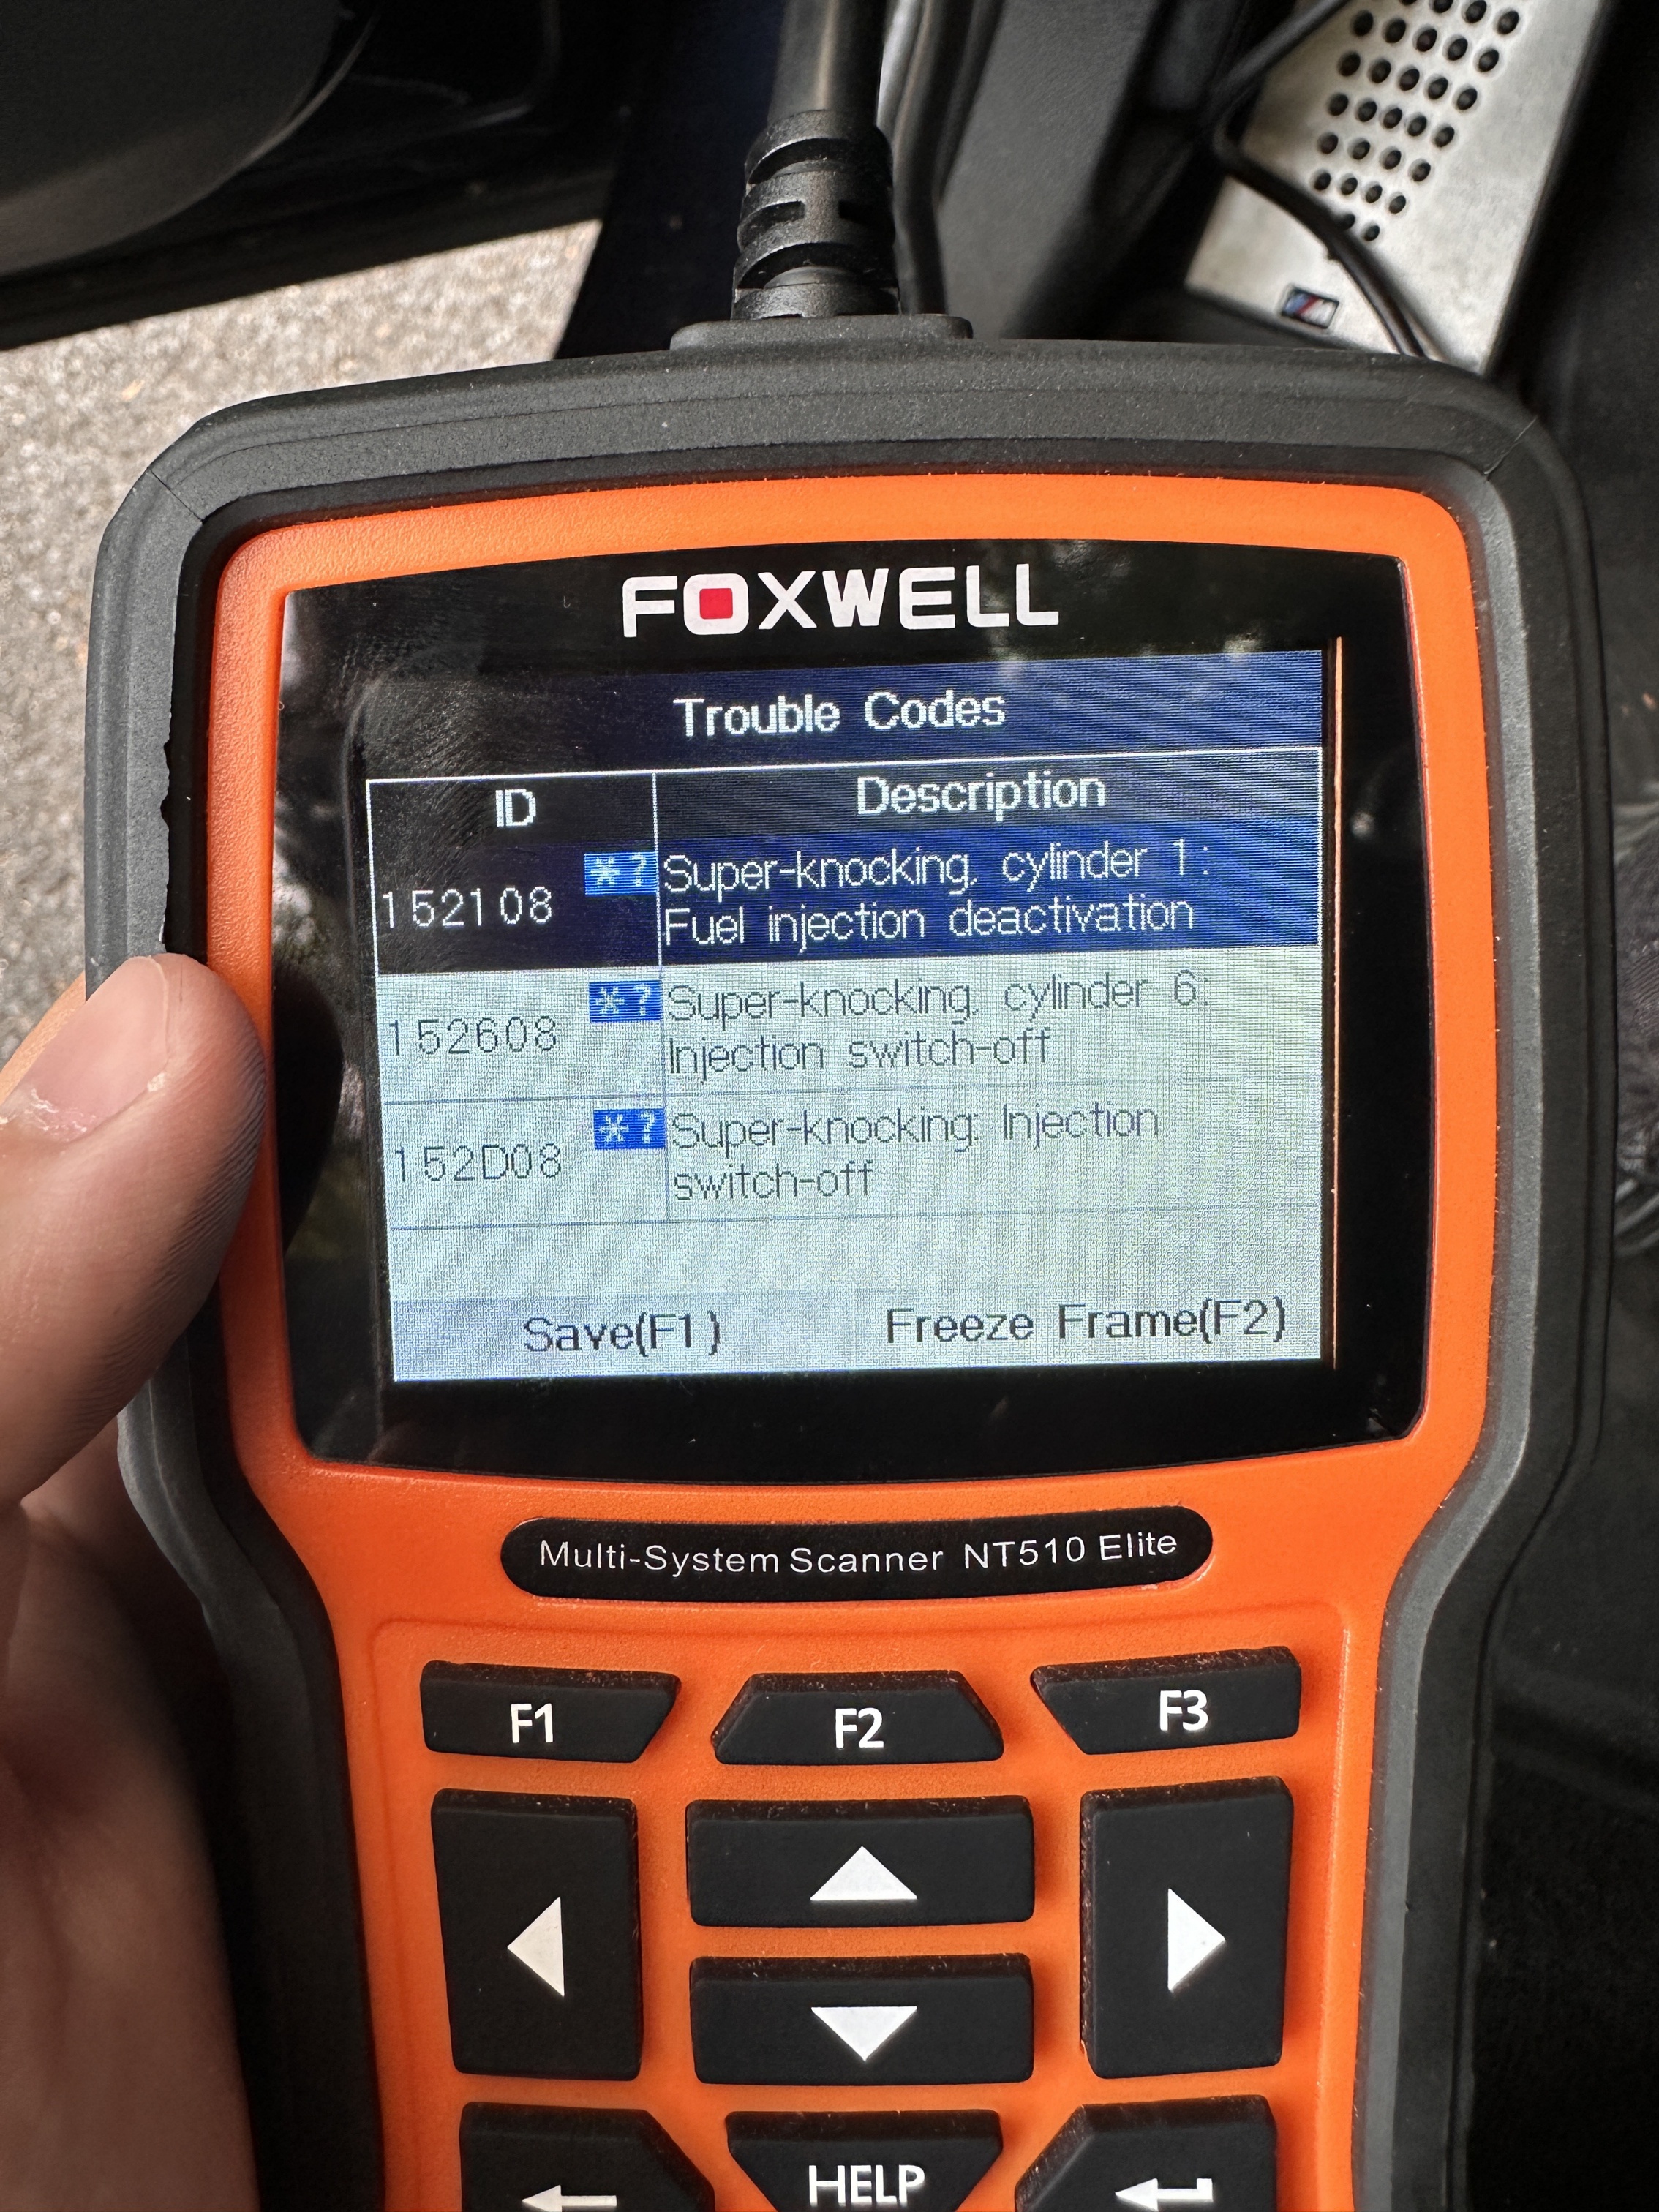 FOXWELL
Trouble Codes
ID Description
152108 *? Super-knocking, cylinder 1:
Fuel injection deactivation
152608 *? Super-knocking, cylinder 6:
Injection switch-off
152D08 *? Super-knocking: Injection
switch-off
Save(F1) Freeze Frame(F2)
Multi-System Scanner NT510 Elite
F1 F2 F3
HELP